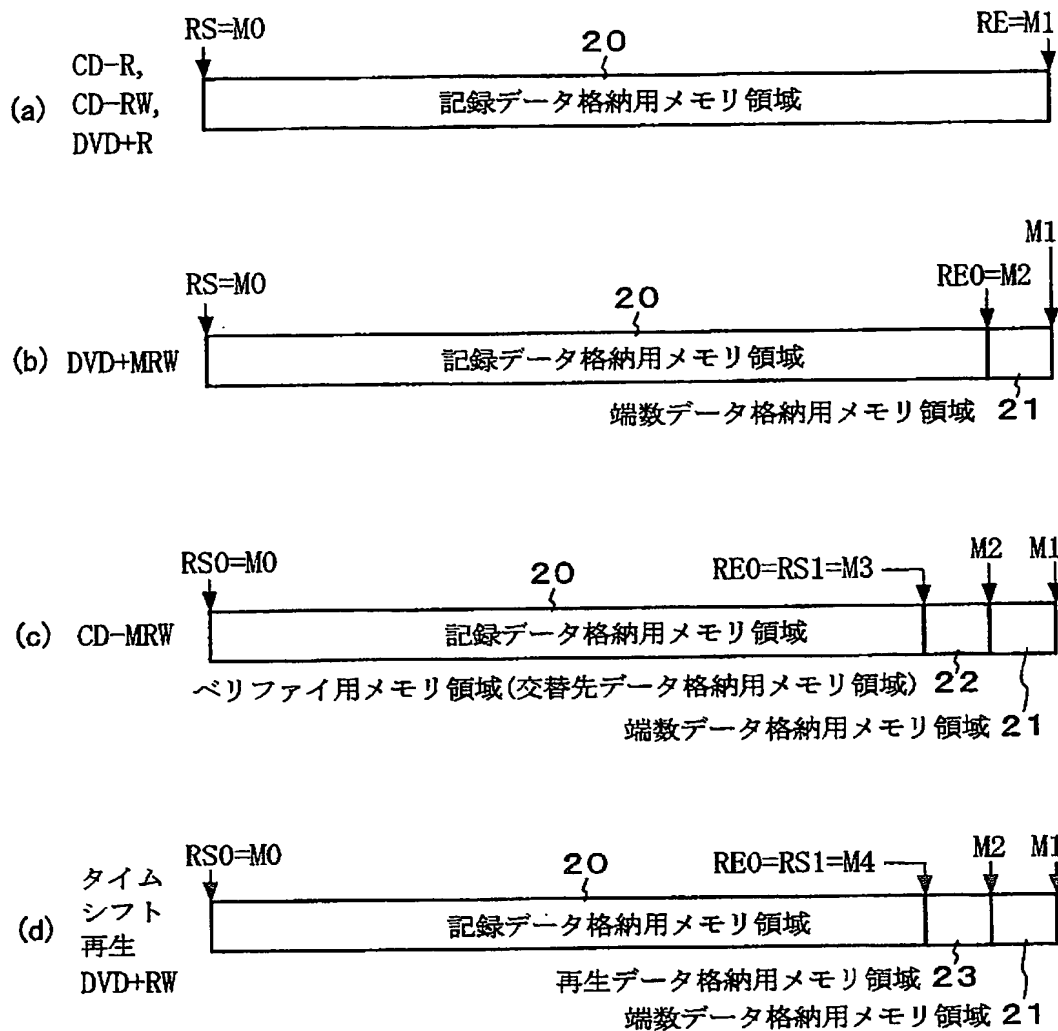 RS=M0
20
RE=M1
(a)
CD-R,
CD-RW,
DVD+R
記録データ格納用メモリ領域
M1
RS=M0
20
RE0=M2
(b) DVD+MRW
記録データ格納用メモリ領域
端数データ格納用メモリ領域 21
RS0=M0
20
RE0=RS1=M3
M2
M1
(c) CD-MRW
記録データ格納用メモリ領域
ベリファイ用メモリ領域(交替先データ格納用メモリ領域) 22
端数データ格納用メモリ領域 21
RS0=M0
20
RE0=RS1=M4
M2
M1
(d)
タイム
シフト
再生
DVD+RW
記録データ格納用メモリ領域
再生データ格納用メモリ領域 23
端数データ格納用メモリ領域 21